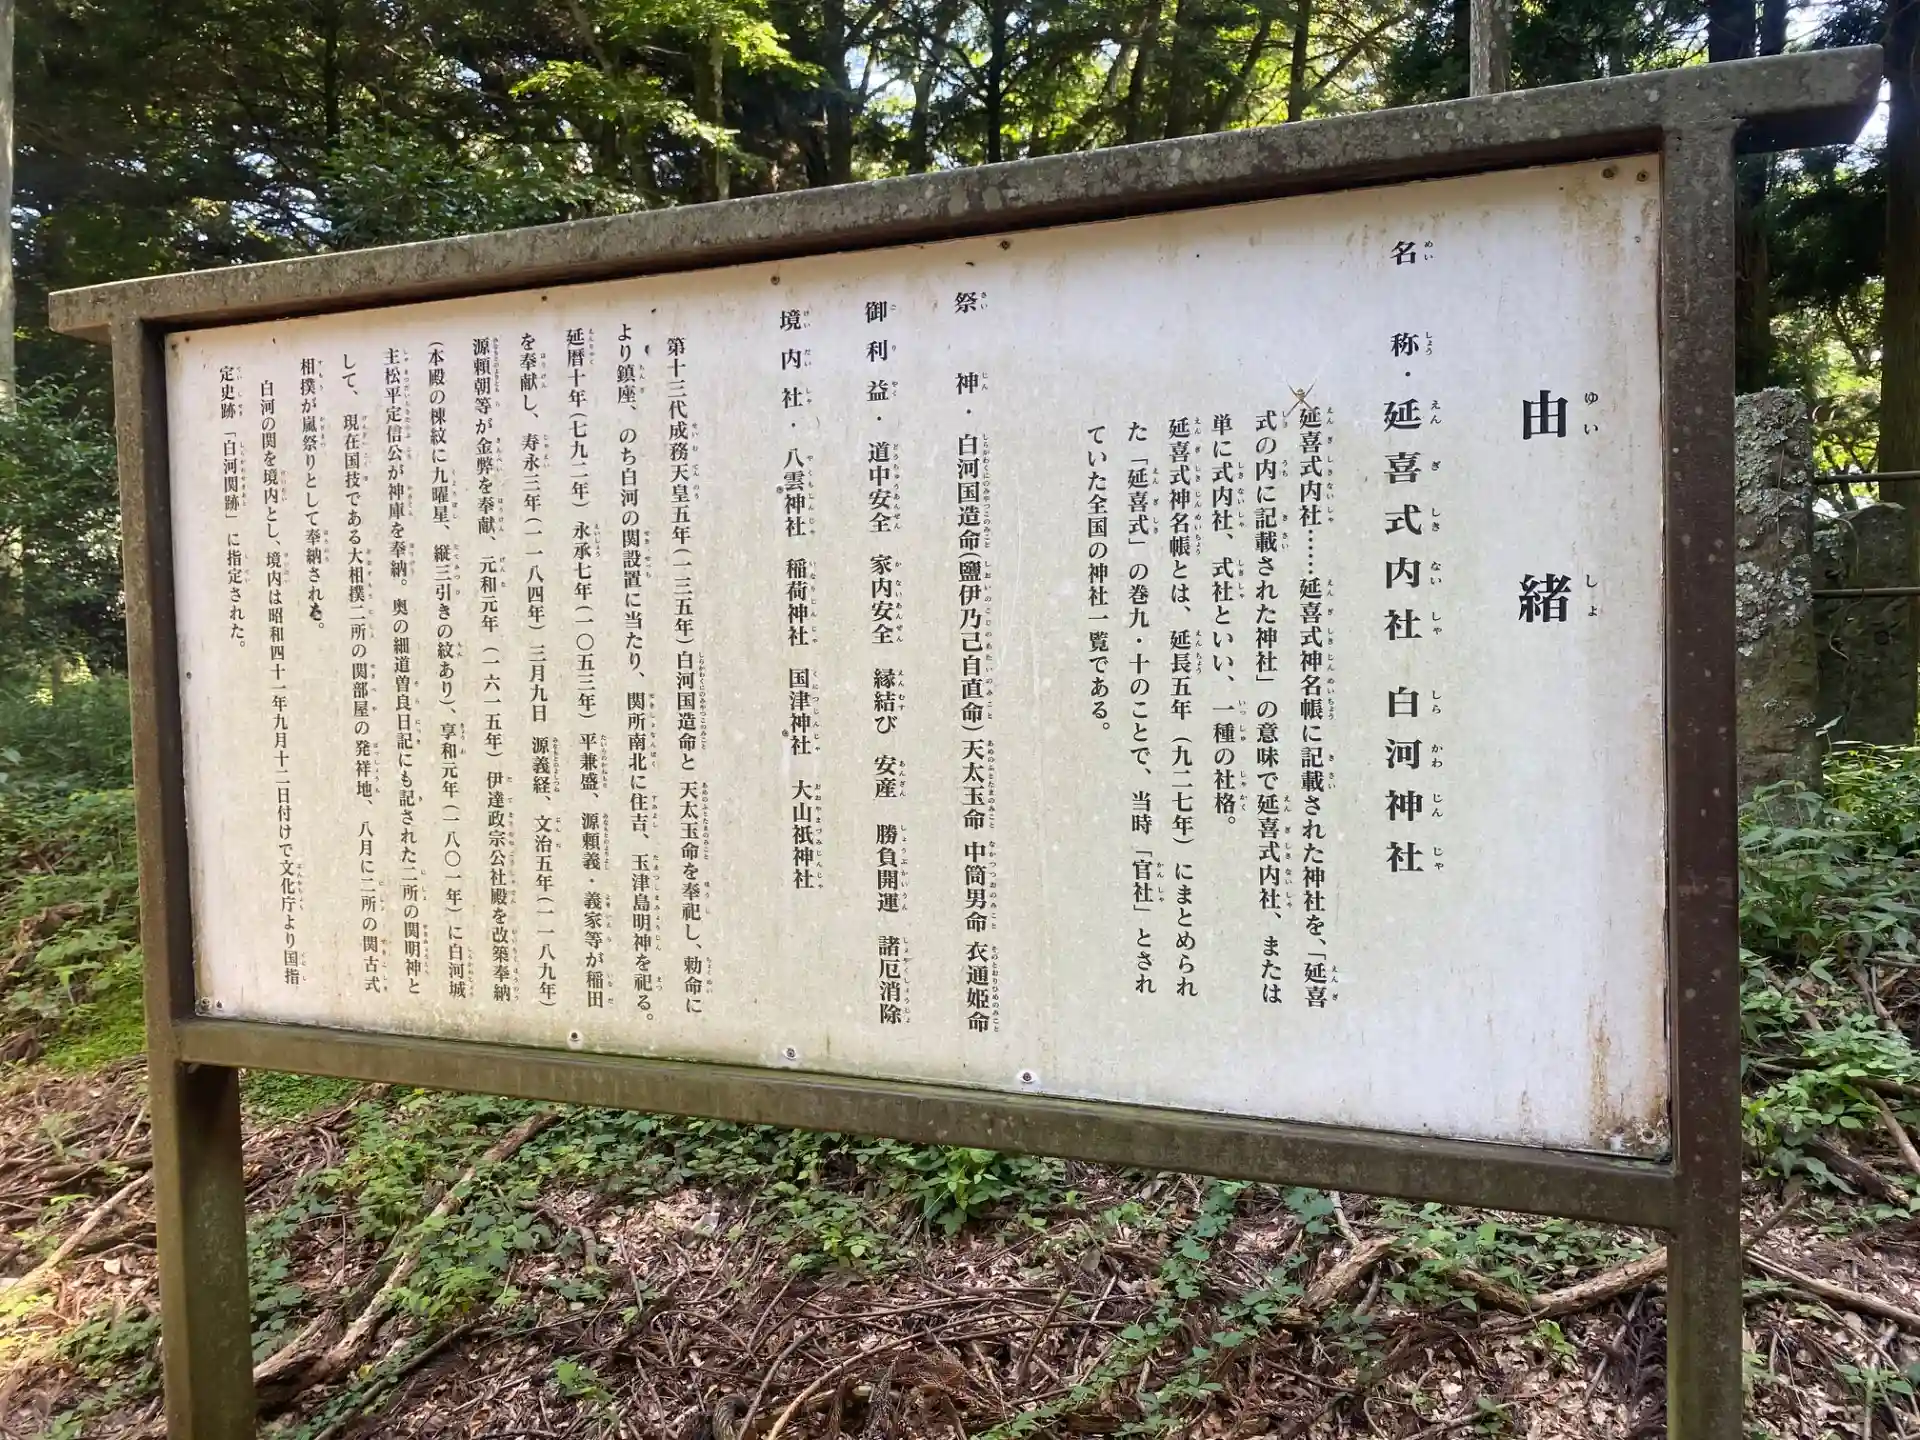 由緒
名称・延喜式内社 白河神社
延喜式内社……延喜式神名帳に記載された神社を、「延喜
式の内に記載された神社」の意味で延喜式内社、または
単に式内社、式社といい、一種の社格。
延喜式神名帳とは、延長五年(九二七年)にまとめられ
た「延喜式」の巻九・十のことで、当時「官社」とされ
ていた全国の神社一覧である。
祭神・白河国造命(鹽伊乃己自直命)天太玉命 中筒男命 衣通姫命
御利益・道中安全 家内安全 縁結び 安産 勝負開運 諸厄消除
境内社・八雲神社 稲荷神社 国津神社 大山祇神社
第十三代成務天皇五年(一三五年)白河国造命と 天太玉命を奉祀し、勅命に
より鎮座、のち白河の関設置に当たり、関所南北に住吉、玉津島明神を祀る。
延暦十年(七九二年)永承七年(一〇五三年)平兼盛、源頼義・義家等が稲田
を奉献し、寿永三年(一一八四年)三月九日 源義経、文治五年(一一八九年)
源頼朝等が金弊を奉献、元和元年(一六一五年)伊達政宗公社殿を改築奉納
(本殿の棟紋に九曜星、縦三引きの紋あり)、享和元年(一八〇一年)に白河城
主松平定信公が神庫を奉納。奥の細道曽良日記にも記された二所の関明神と
して、現在国技である大相撲二所の関部屋の発祥地、八月に二所の関古式
相撲が嵐祭りとして奉納された。
白河の関を境内とし、境内は昭和四十一年九月十二日付けで文化庁より国指
定史跡「白河関跡」に指定された。